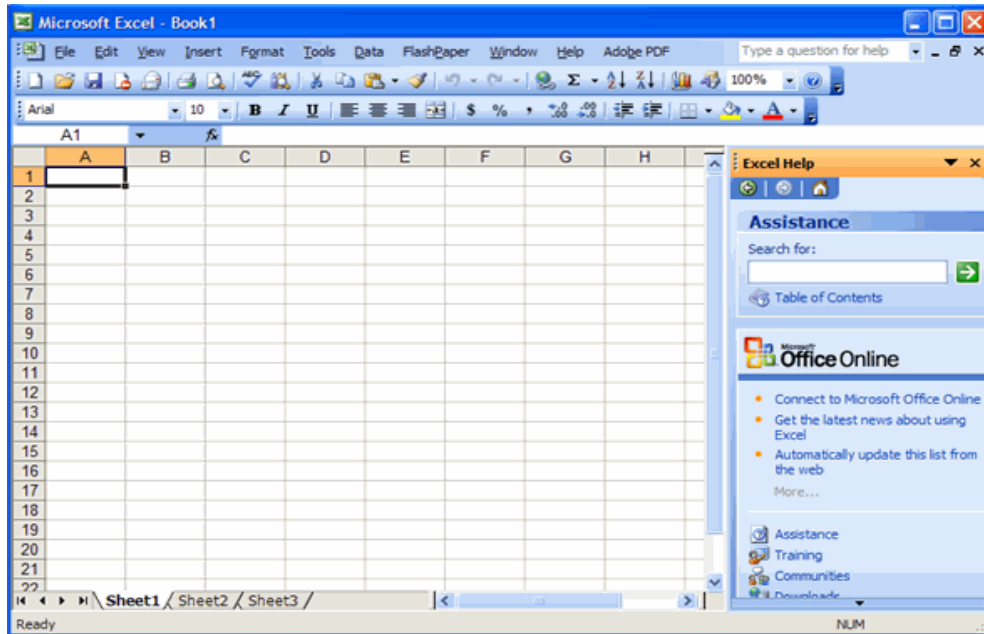 Microsoft Excel - Book1
File Edit View Insert Format Tools Data FlashPaper Window Help Adobe PDF Type a question for help
100%
Arial 10 B I U $ % , A
A1 fx
A B C D E F G H
Excel Help
1
2
3
4
5
6
7
8
9
10
11
12
13
14
15
16
17
18
19
20
21
22
Assistance
Search for:
Table of Contents
Microsoft
Office Online
Connect to Microsoft Office Online
Get the latest news about using
Excel
Automatically update this list from
the web
More...
Assistance
Training
Communities
Downloads
Sheet1 / Sheet2 / Sheet3 /
Ready NUM